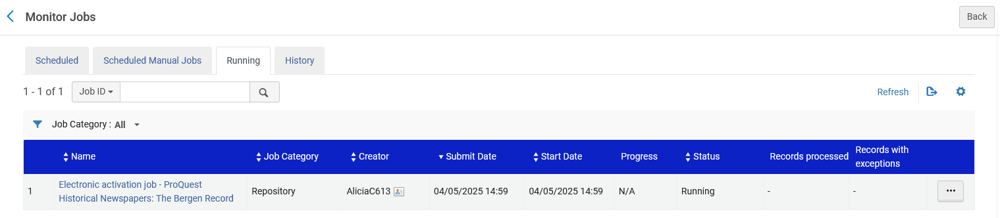 Monitor Jobs
Back
Scheduled
Scheduled Manual Jobs
Running
History
1 - 1 of 1
Job ID
Refresh
Job Category : All
Name
Job Category
Creator
Submit Date
Start Date
Progress
Status
Records processed
Records with
exceptions
1
Electronic activation job - ProQuest
Historical Newspapers: The Bergen Record
Repository
AliciaC613
04/05/2025 14:59
04/05/2025 14:59
N/A
Running
-
-